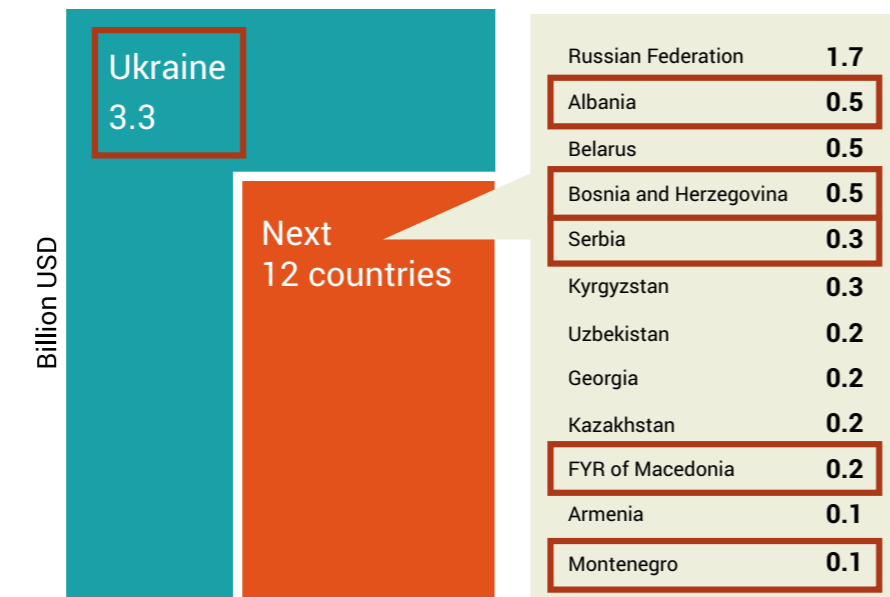 Billion USD
Ukraine
3.3
Next
12 countries
Russian Federation 1.7
Albania 0.5
Belarus 0.5
Bosnia and Herzegovina 0.5
Serbia 0.3
Kyrgyzstan 0.3
Uzbekistan 0.2
Georgia 0.2
Kazakhstan 0.2
FYR of Macedonia 0.2
Armenia 0.1
Montenegro 0.1